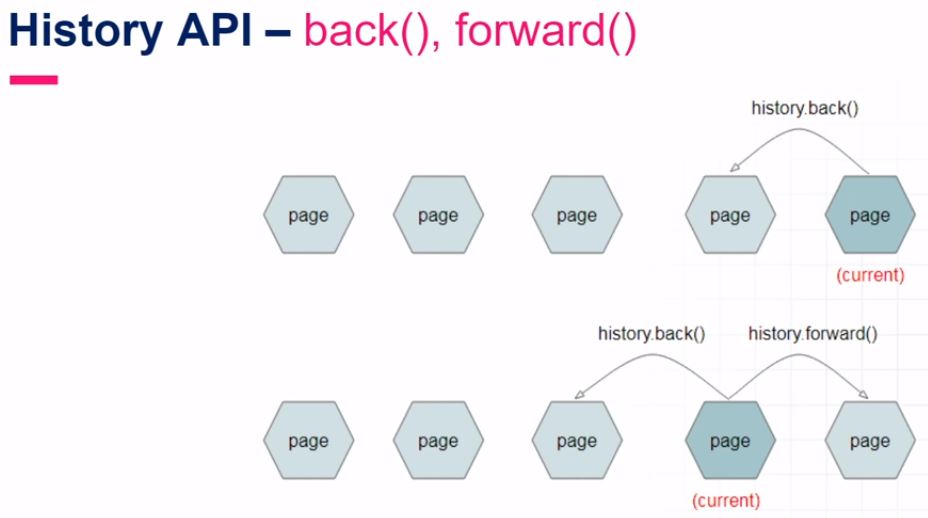 History API – back(), forward()
history.back()
page page page page page
(current)
history.back() history.forward()
page page page page page
(current)